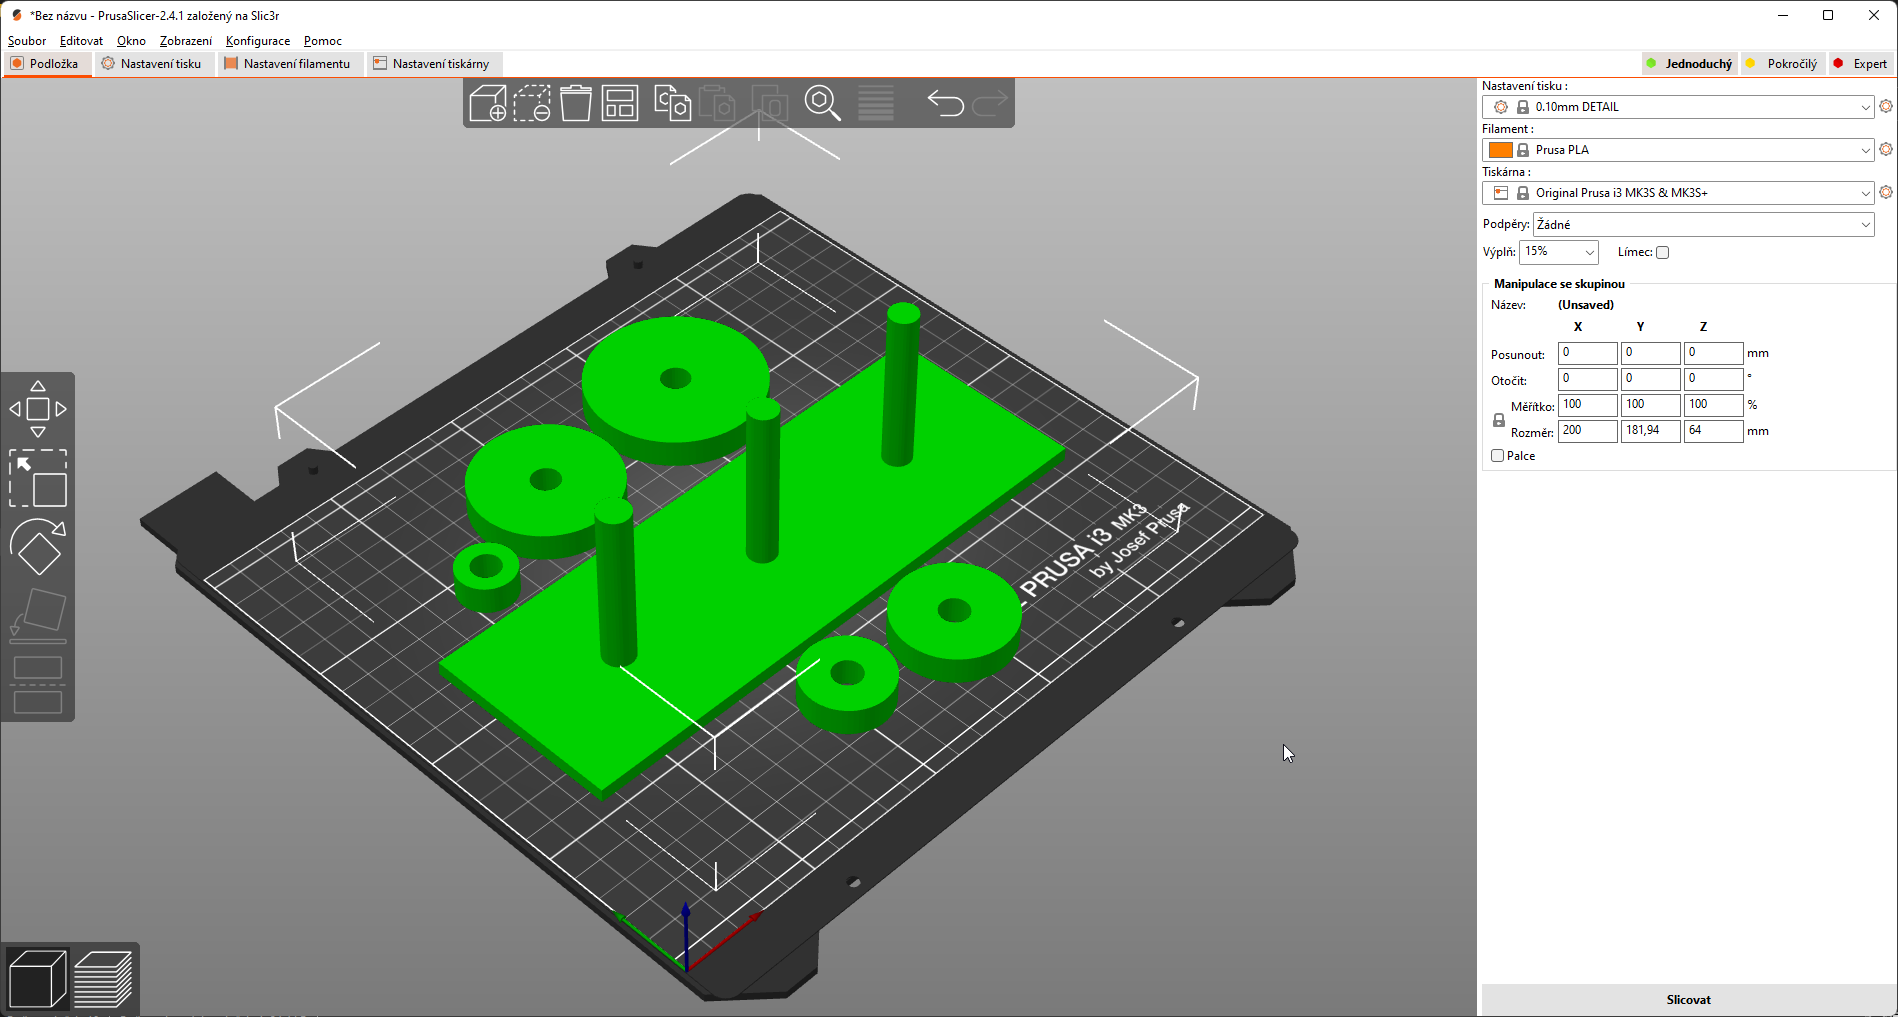 *Bez názvu - PrusaSlicer-2.4.1 založený na Slic3r
Soubor Editovat Okno Zobrazení Konfigurace Pomoc
Podložka Nastavení tisku Nastavení filamentu Nastavení tiskárny
Jednoduchý Pokročilý Expert
Nastavení tisku :
0.10mm DETAIL
Filament :
Prusa PLA
Tiskárna :
Original Prusa i3 MK3S & MK3S+
Podpěry: Žádné
Výplň: 15% Límec:
Manipulace se skupinou
Název: (Unsaved)
X Y Z
Posunout: 0 0 0 mm
Otočit: 0 0 0 °
Měřítko: 100 100 100 %
Rozměr: 200 181,94 64 mm
Palce
PRUSA i3 MK3
by Josef Prusa
Slicovat